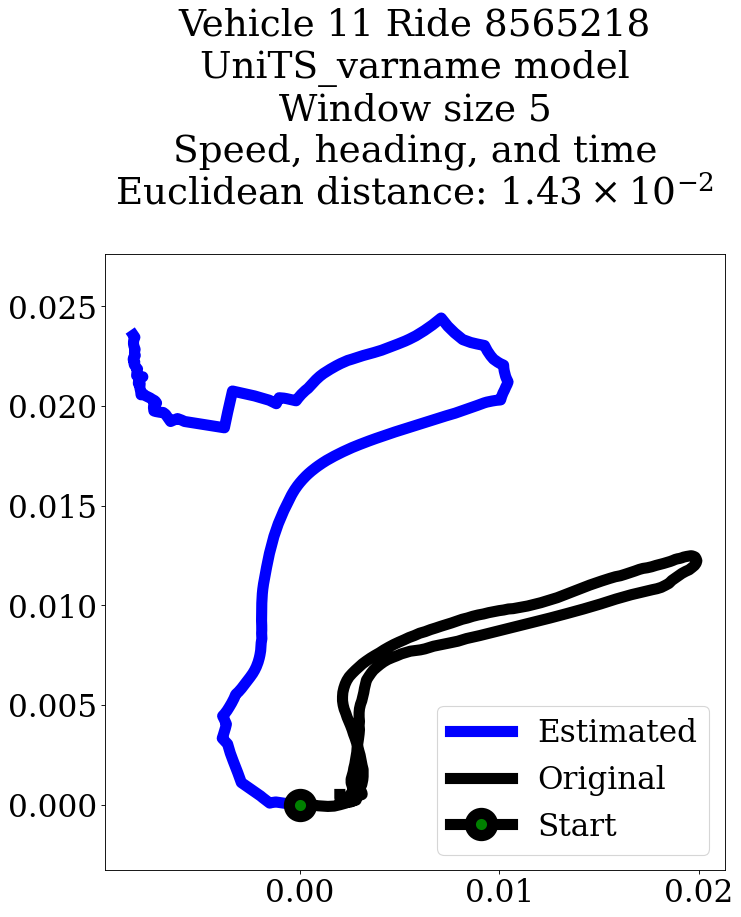 Vehicle 11 Ride 8565218
UniTS_varname model
Window size 5
Speed, heading, and time
Euclidean distance: 1.43 × 10⁻²
0.025
0.020
0.015
0.010
0.005
0.000
0.00 0.01 0.02
Estimated
Original
Start